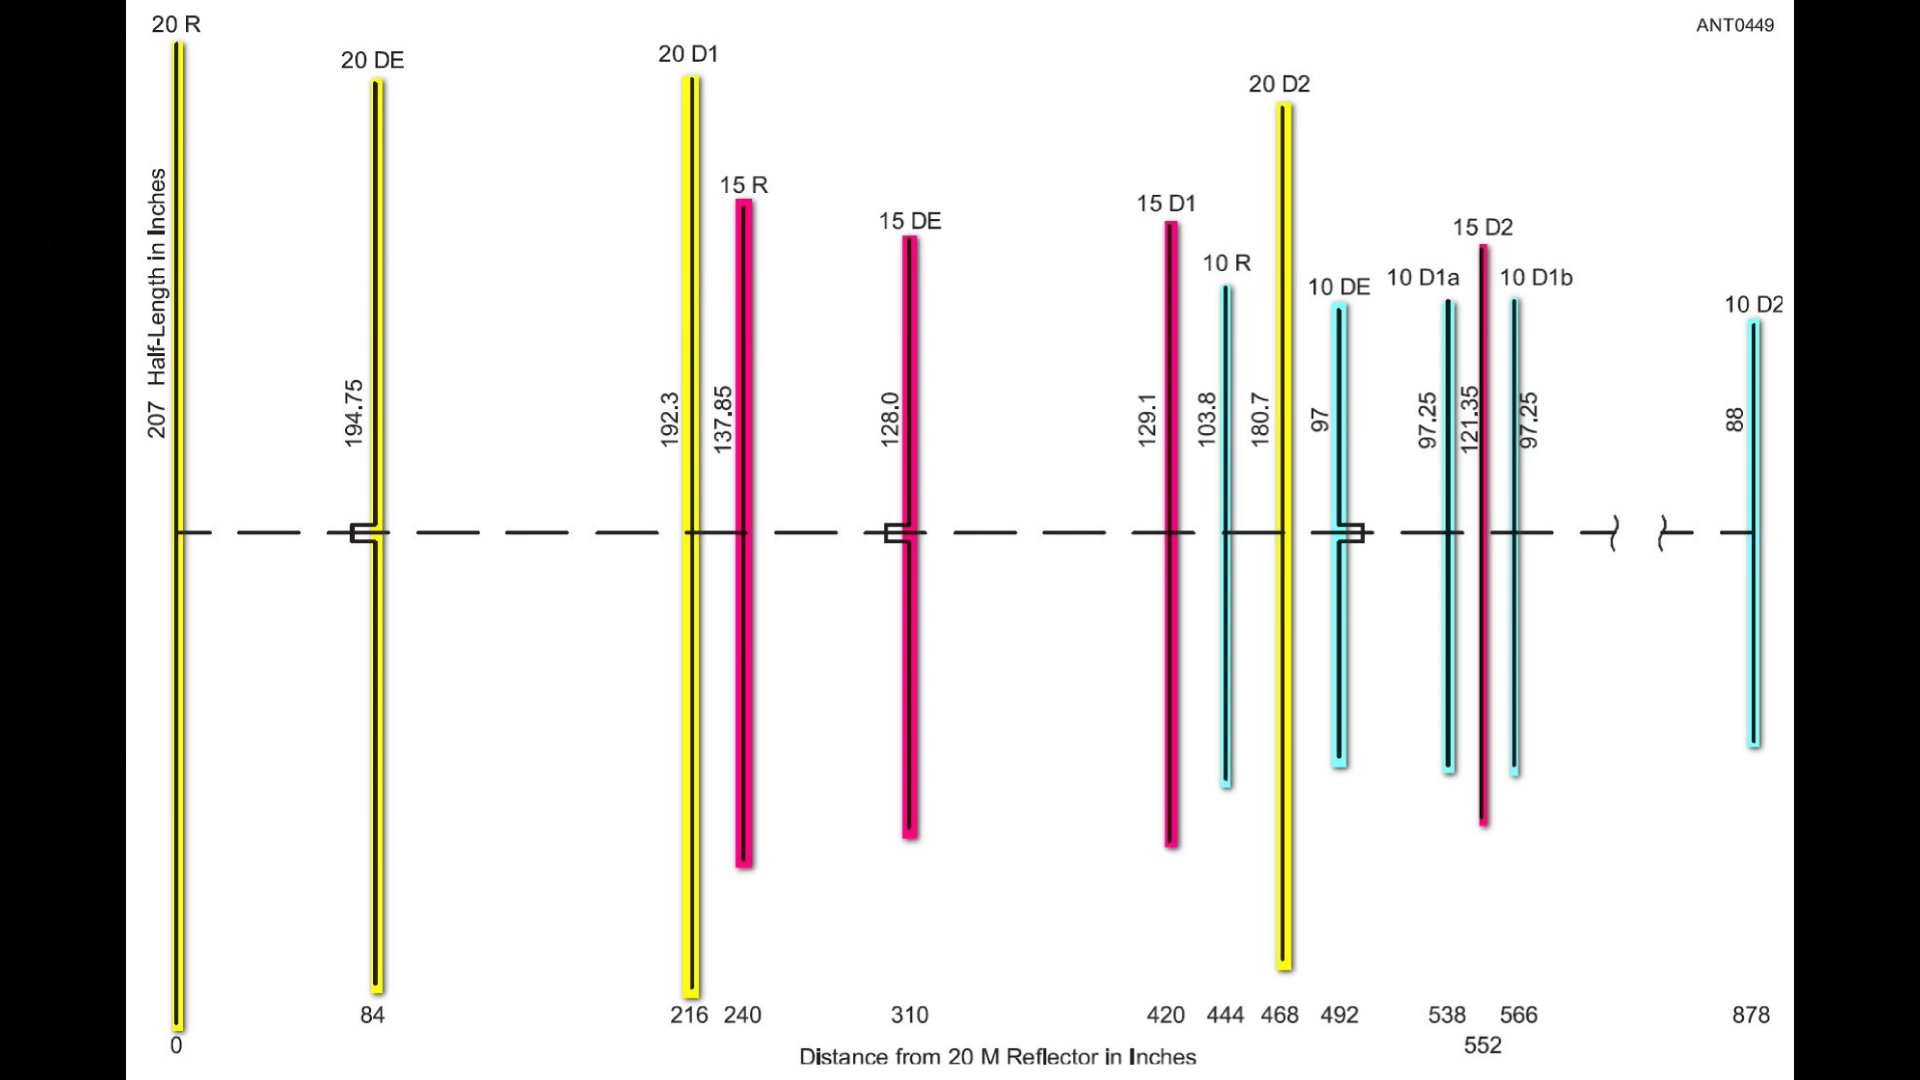 20 R
ANT0449
20 DE
20 D1
20 D2
15 R
15 DE
15 D1
15 D2
10 R
10 DE
10 D1a
10 D1b
10 D2
207 Half-Length in Inches
194.75
192.3
137.85
128.0
129.1
103.8
180.7
97
97.25
121.35
97.25
88
84
216
240
310
420
444
468
492
538
566
878
0
552
Distance from 20 M Reflector in Inches